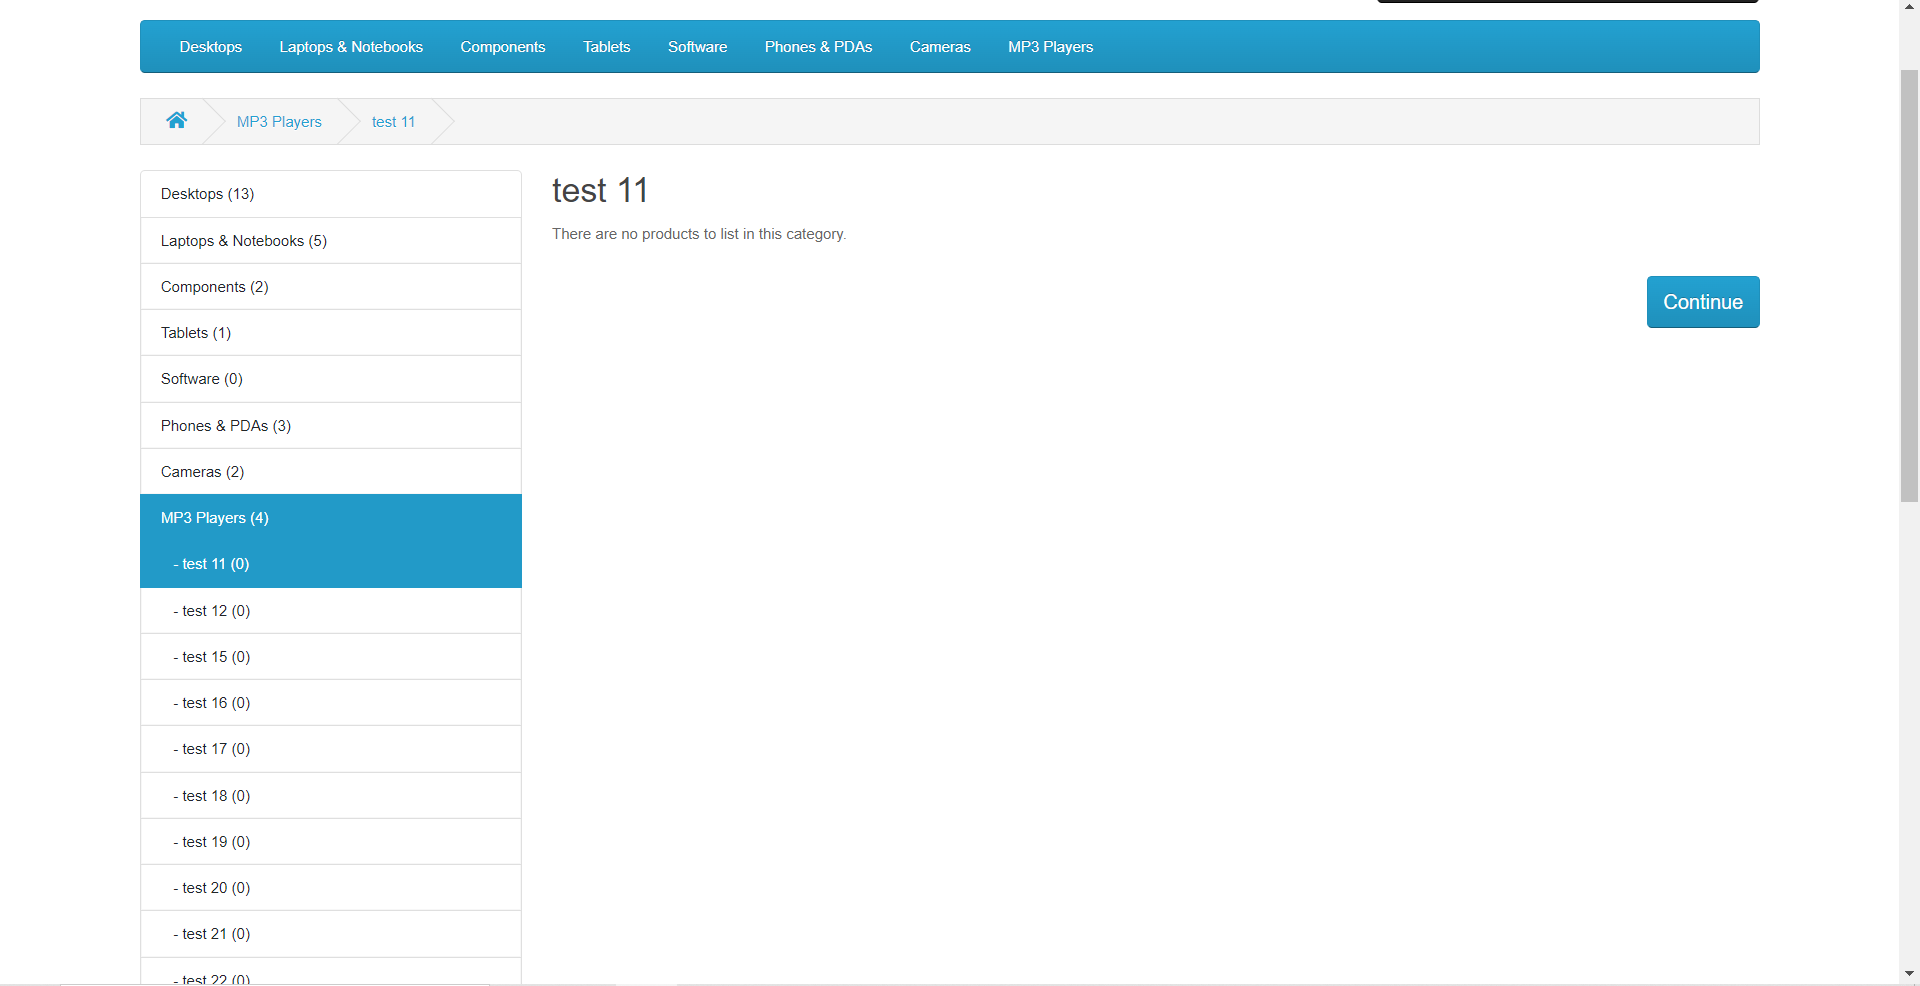 Desktops Laptops & Notebooks Components Tablets Software Phones & PDAs Cameras MP3 Players
MP3 Players test 11
Desktops (13)
Laptops & Notebooks (5)
Components (2)
Tablets (1)
Software (0)
Phones & PDAs (3)
Cameras (2)
MP3 Players (4)
- test 11 (0)
- test 12 (0)
- test 15 (0)
- test 16 (0)
- test 17 (0)
- test 18 (0)
- test 19 (0)
- test 20 (0)
- test 21 (0)
- test 22 (0)
test 11
There are no products to list in this category.
Continue